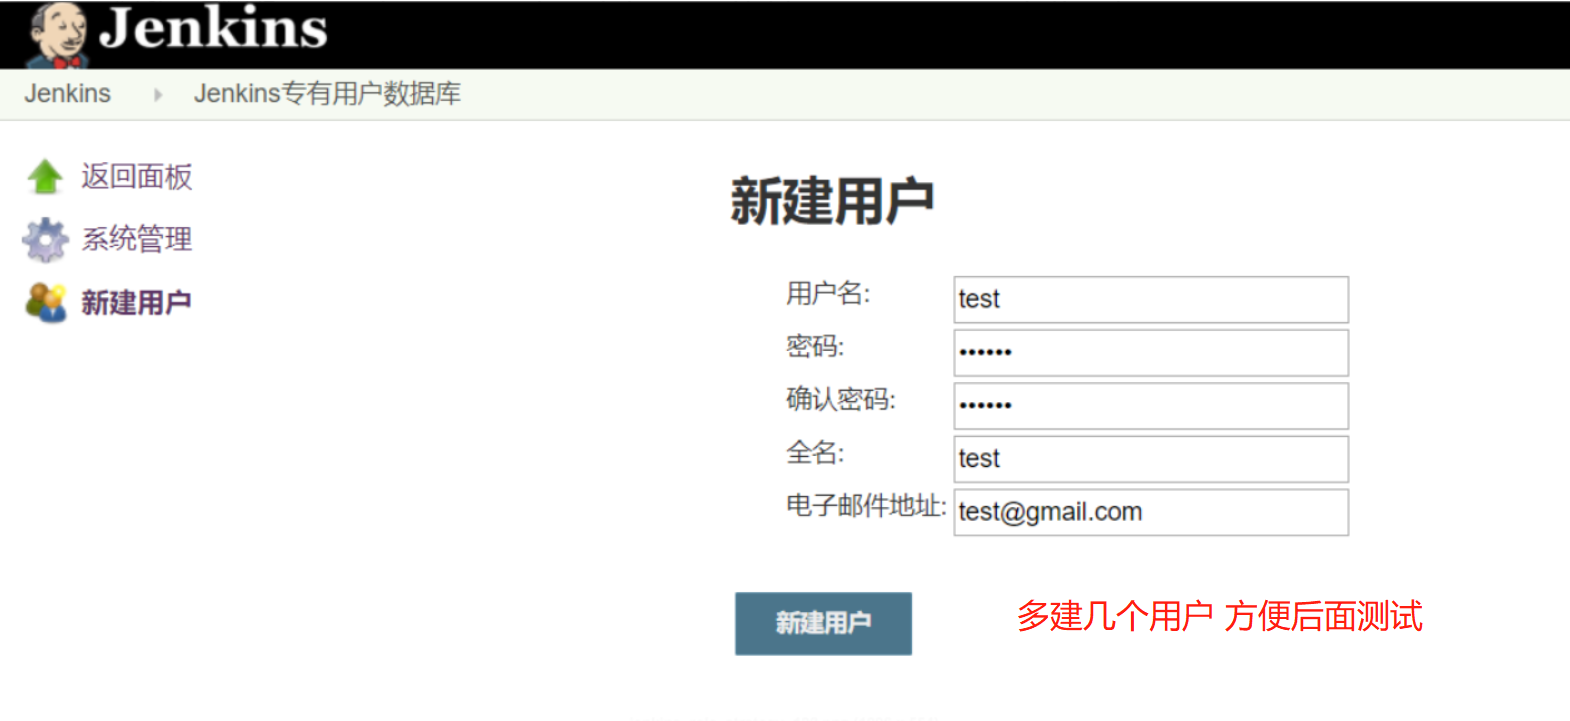 Jenkins
Jenkins
Jenkins专有用户数据库
返回面板
系统管理
新建用户
新建用户
用户名: test
密码: ••••••
确认密码: ••••••
全名: test
电子邮件地址: test@gmail.com
新建用户
多建几个用户 方便后面测试